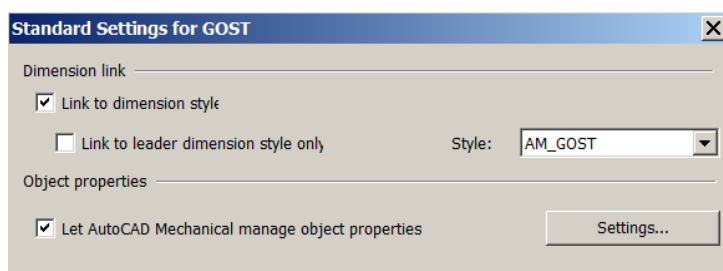 Standard Settings for GOST
Dimension link
Link to dimension style
Link to leader dimension style only
Style:
AM_GOST
Object properties
Let AutoCAD Mechanical manage object properties
Settings...